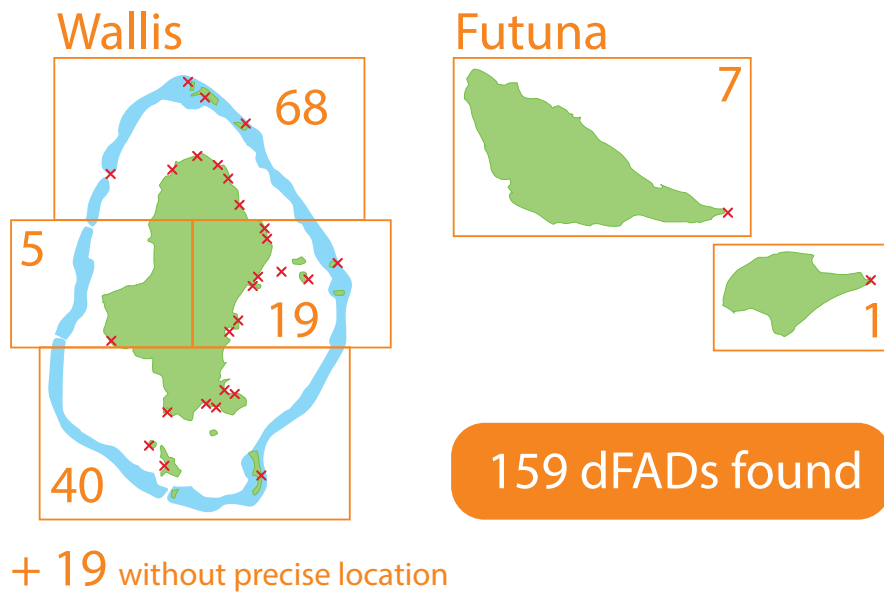 Wallis
Futuna
68
7
5
19
1
40
159 dFADs found
+ 19 without precise location